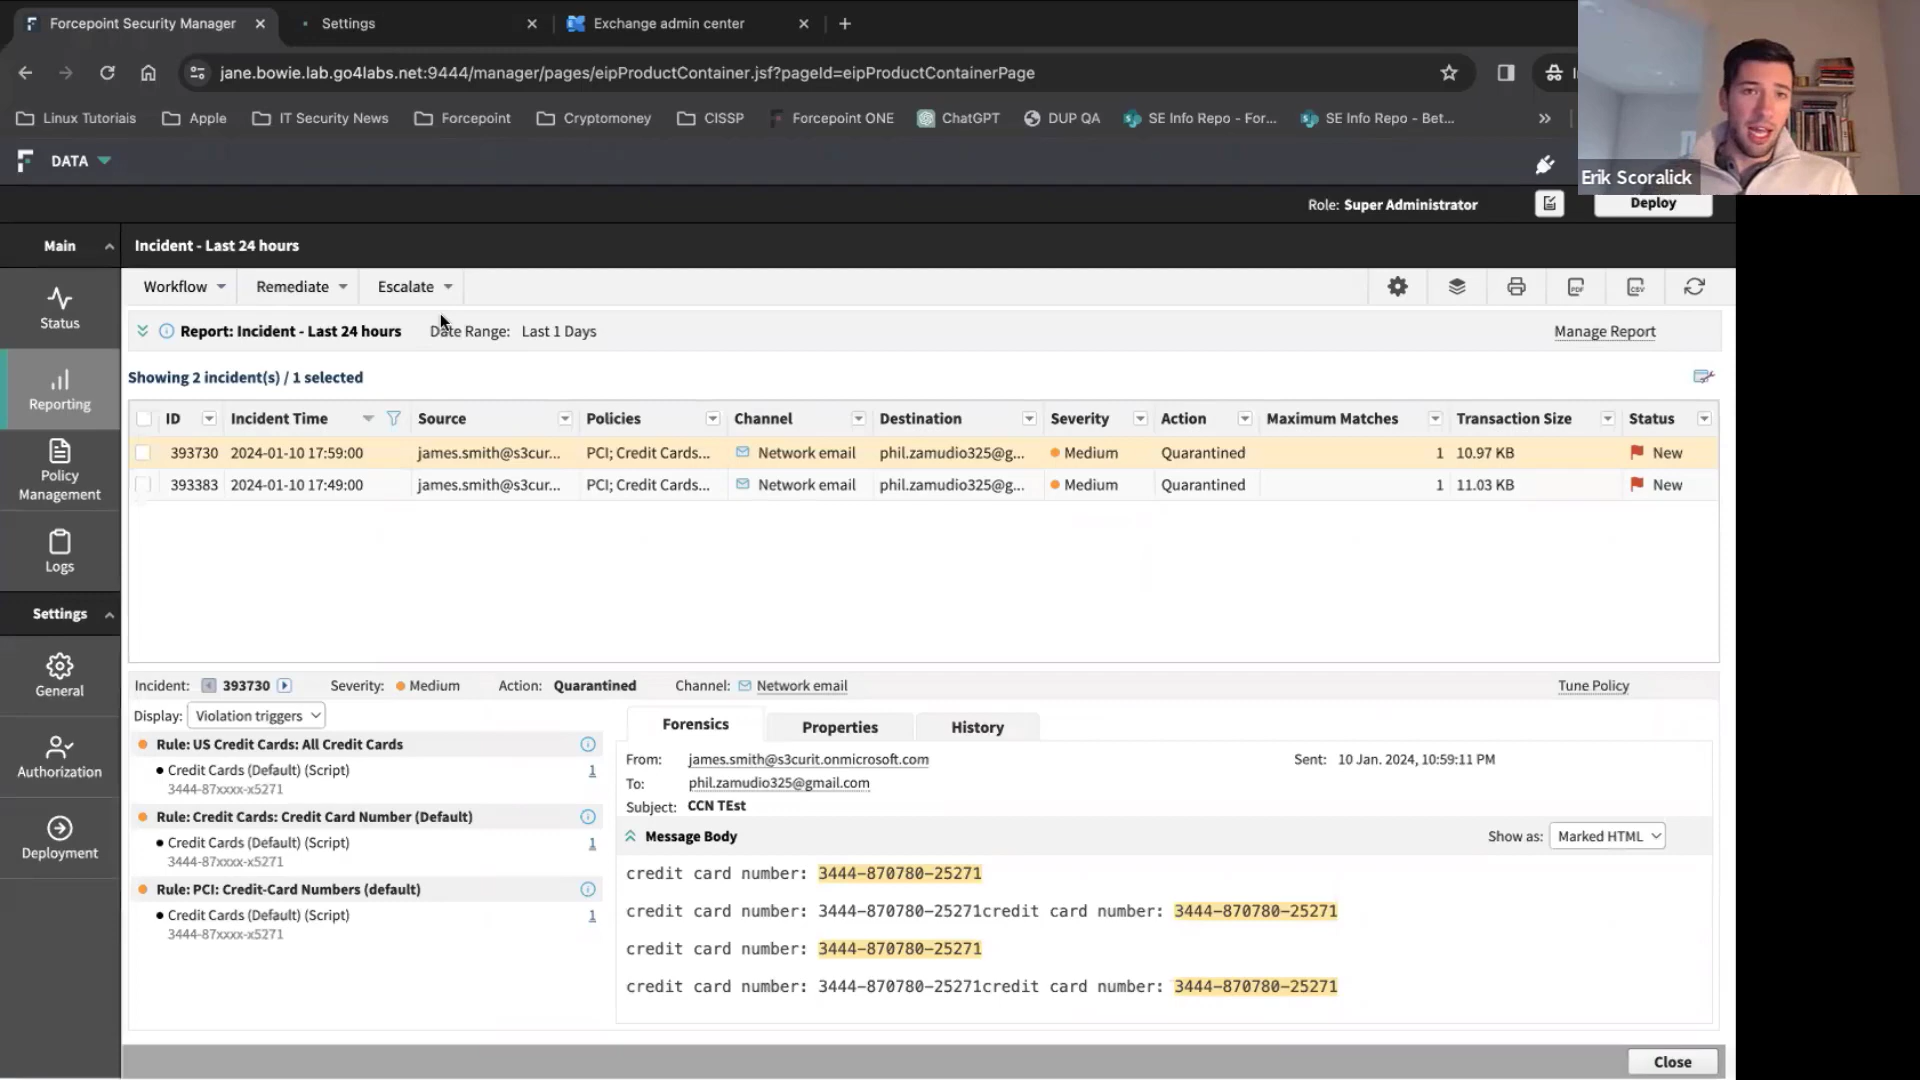 Forcepoint Security Manager
Settings
Exchange admin center
jane.bowie.lab.go4labs.net:9444/manager/pages/eipProductContainer.jsf?pageId=eipProductContainerPage
Linux Tutoriais Apple IT Security News Forcepoint Cryptomoney CISSP Forcepoint ONE ChatGPT DUP QA SE Info Repo - For... SE Info Repo - Bet...
Erik Scoralick
DATA
Role: Super Administrator
Deploy
Main
Incident - Last 24 hours
Workflow Remediate Escalate
PDF CSV
Status
Report: Incident - Last 24 hours Date Range: Last 1 Days Manage Report
Showing 2 incident(s) / 1 selected
Reporting
ID Incident Time Source Policies Channel Destination Severity Action Maximum Matches Transaction Size Status
393730 2024-01-10 17:59:00 james.smith@s3cur... PCI; Credit Cards... Network email phil.zamudio325@g... Medium Quarantined 1 10.97 KB New
393383 2024-01-10 17:49:00 james.smith@s3cur... PCI; Credit Cards... Network email phil.zamudio325@g... Medium Quarantined 1 11.03 KB New
Policy
Management
Logs
Settings
General
Authorization
Deployment
Incident: 393730 Severity: Medium Action: Quarantined Channel: Network email Tune Policy
Display: Violation triggers
Rule: US Credit Cards: All Credit Cards
Credit Cards (Default) (Script) 1
3444-87xxxx-x5271
Rule: Credit Cards: Credit Card Number (Default)
Credit Cards (Default) (Script) 1
3444-87xxxx-x5271
Rule: PCI: Credit-Card Numbers (default)
Credit Cards (Default) (Script) 1
3444-87xxxx-x5271
Forensics Properties History
From: james.smith@s3curit.onmicrosoft.com Sent: 10 Jan. 2024, 10:59:11 PM
To: phil.zamudio325@gmail.com
Subject: CCN TEst
Message Body Show as: Marked HTML
credit card number: 3444-870780-25271
credit card number: 3444-870780-25271credit card number: 3444-870780-25271
credit card number: 3444-870780-25271
credit card number: 3444-870780-25271credit card number: 3444-870780-25271
Close